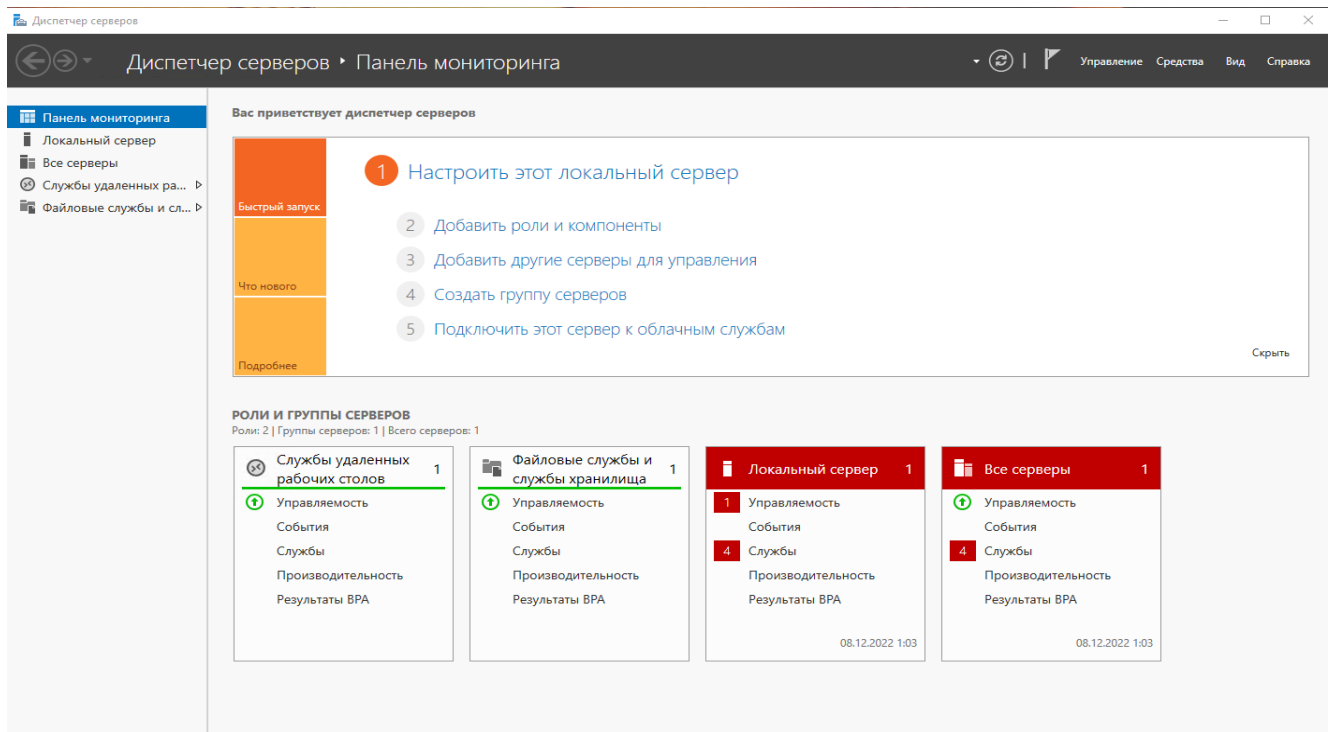 Диспетчер серверов
Диспетчер серверов ‣ Панель мониторинга
Управление Средства Вид Справка
Панель мониторинга
Локальный сервер
Все серверы
Службы удаленных ра...
Файловые службы и сл...
Вас приветствует диспетчер серверов
Быстрый запуск
Что нового
Подробнее
1 Настроить этот локальный сервер
2 Добавить роли и компоненты
3 Добавить другие серверы для управления
4 Создать группу серверов
5 Подключить этот сервер к облачным службам
Скрыть
РОЛИ И ГРУППЫ СЕРВЕРОВ
Роли: 2 | Группы серверов: 1 | Всего серверов: 1
Службы удаленных
рабочих столов
1
Управляемость
События
Службы
Производительность
Результаты BPA
Файловые службы и
службы хранилища
1
Управляемость
События
Службы
Производительность
Результаты BPA
Локальный сервер 1
1 Управляемость
События
4 Службы
Производительность
Результаты BPA
08.12.2022 1:03
Все серверы 1
Управляемость
События
4 Службы
Производительность
Результаты BPA
08.12.2022 1:03